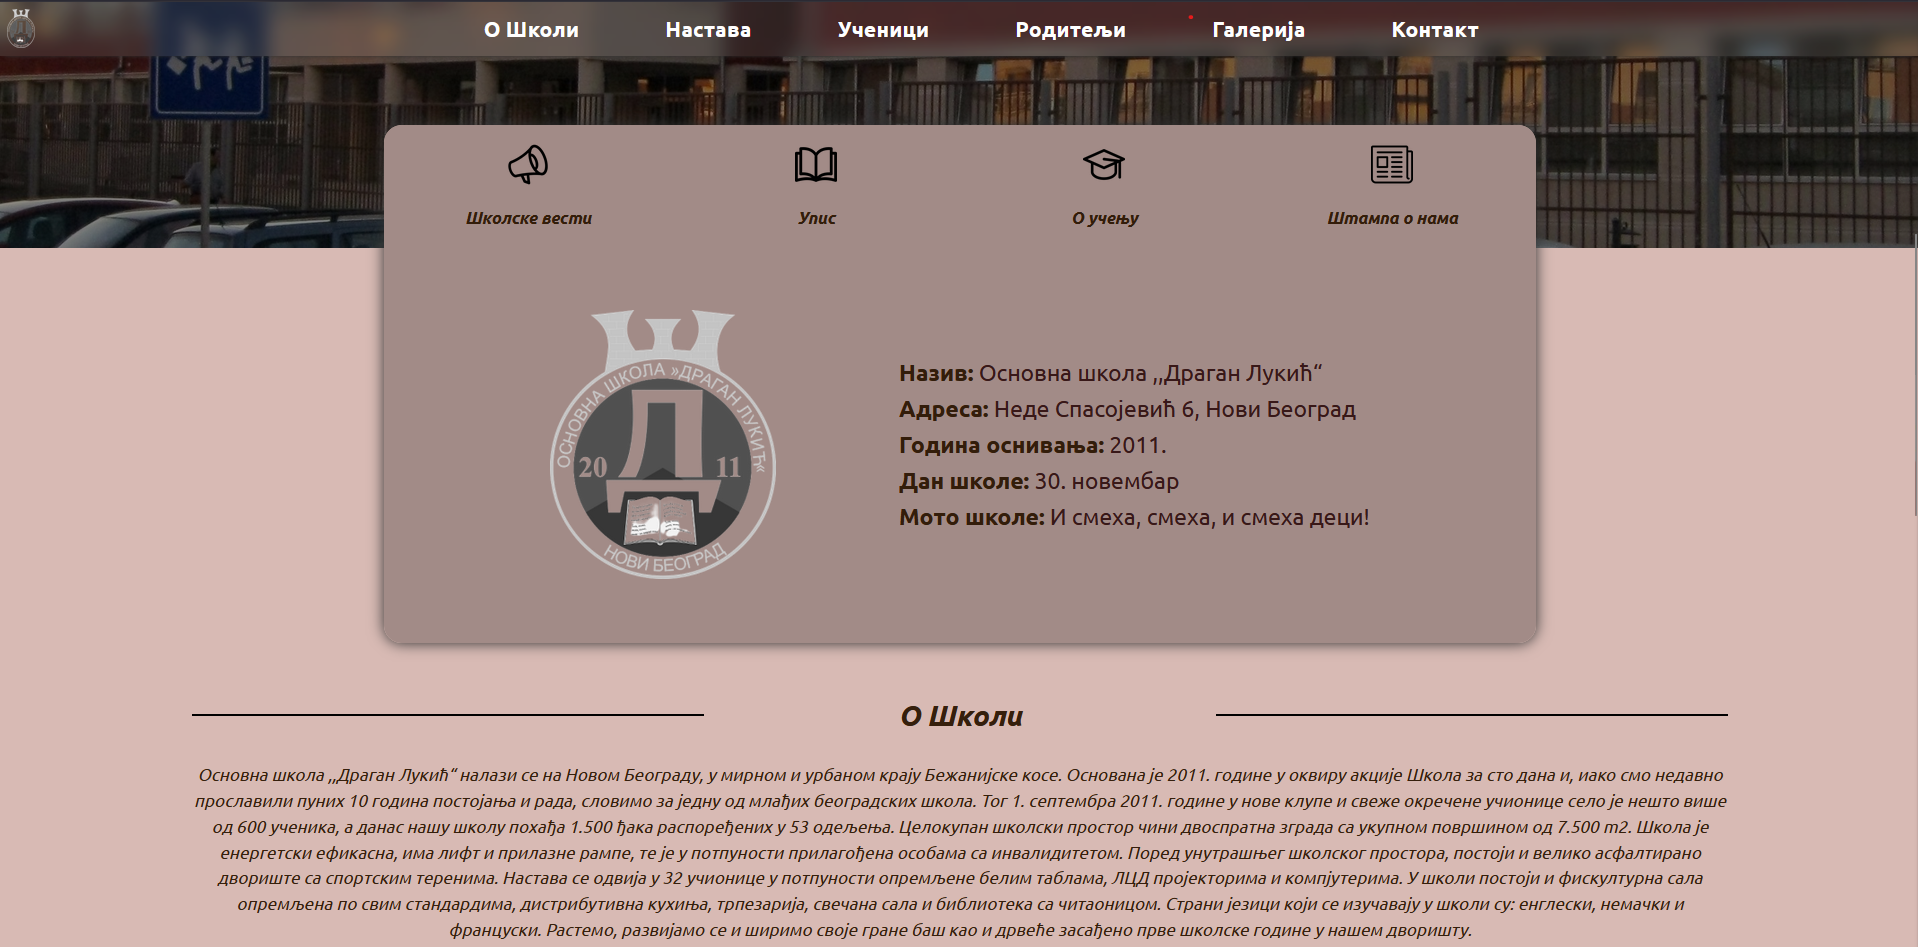 О Школи
Настава
Ученици
Родитељи
Галерија
Контакт
Школске вести
Упис
О учењу
Штампа о нама
ОСНОВНА ШКОЛА »ДРАГАН ЛУКИЋ«
Д
20 11
НОВИ БЕОГРАД
Назив: Основна школа ,,Драган Лукић“
Адреса: Неде Спасојевић 6, Нови Београд
Година оснивања: 2011.
Дан школе: 30. новембар
Мото школе: И смеха, смеха, и смеха деци!
О Школи
Основна школа ,,Драган Лукић“ налази се на Новом Београду, у мирном и урбаном крају Бежанијске косе. Основана је 2011. године у оквиру акције Школа за сто дана и, иако смо недавно
прославили пуних 10 година постојања и рада, словимо за једну од млађих београдских школа. Тог 1. септембра 2011. године у нове клупе и свеже окречене учионице село је нешто више
од 600 ученика, а данас нашу школу похађа 1.500 ђака распоређених у 53 одељења. Целокупан школски простор чини двоспратна зграда са укупном површином од 7.500 m2. Школа је
енергетски ефикасна, има лифт и прилазне рампе, те је у потпуности прилагођена особама са инвалидитетом. Поред унутрашњег школског простора, постоји и велико асфалтирано
двориште са спортским теренима. Настава се одвија у 32 учионице у потпуности опремљене белим таблама, ЛЦД пројекторима и компјутерима. У школи постоји и фискултурна сала
опремљена по свим стандардима, дистрибутивна кухиња, трпезарија, свечана сала и библиотека са читаоницом. Страни језици који се изучавају у школи су: енглески, немачки и
француски. Растемо, развијамо се и ширимо своје гране баш као и дрвеће засађено прве школске године у нашем дворишту.